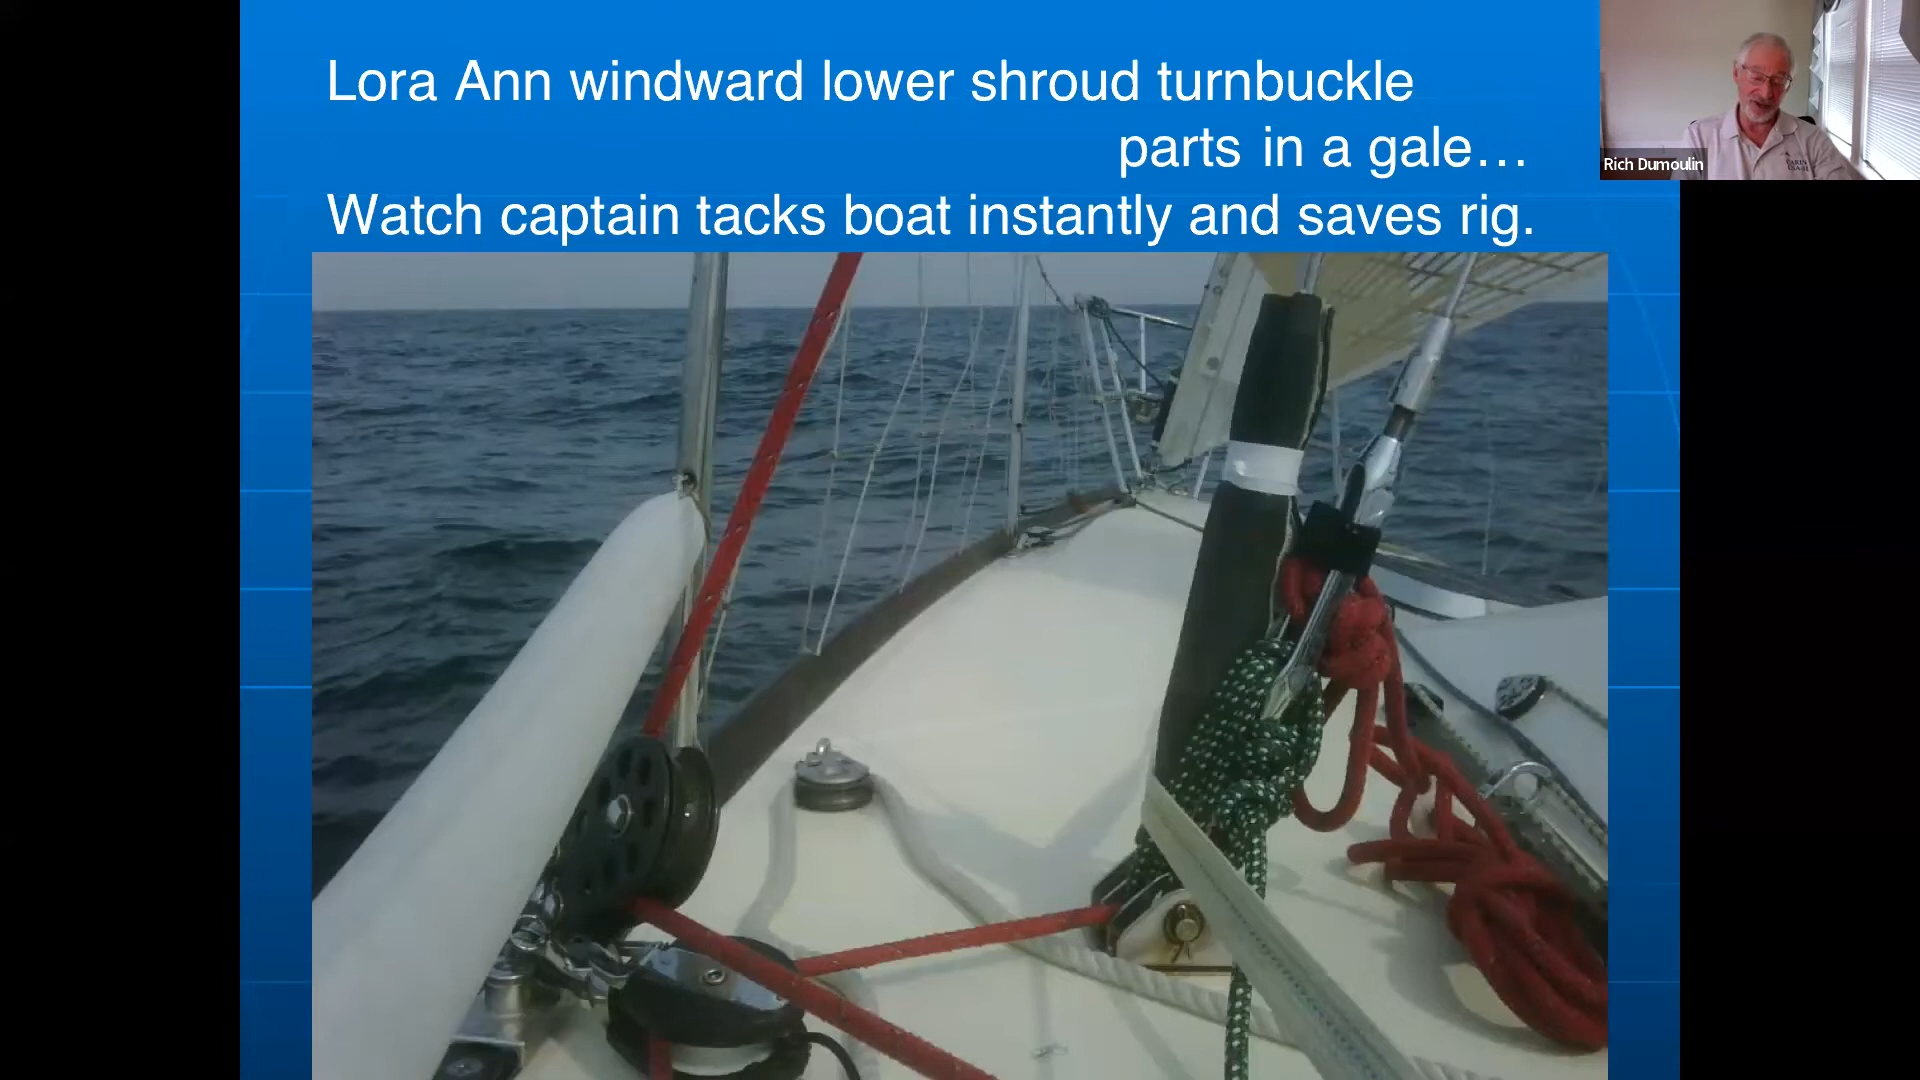 Lora Ann windward lower shroud turnbuckle
parts in a gale…
Watch captain tacks boat instantly and saves rig.
Rich Dumoulin